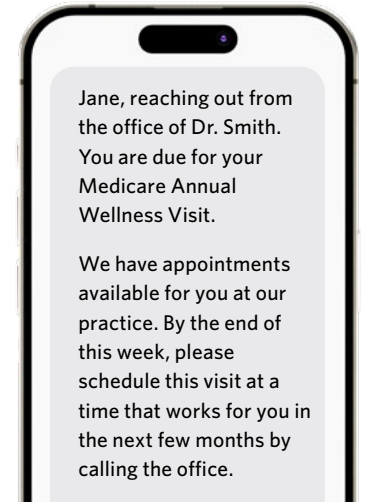 Jane, reaching out from
the office of Dr. Smith.
You are due for your
Medicare Annual
Wellness Visit.
We have appointments
available for you at our
practice. By the end of
this week, please
schedule this visit at a
time that works for you in
the next few months by
calling the office.